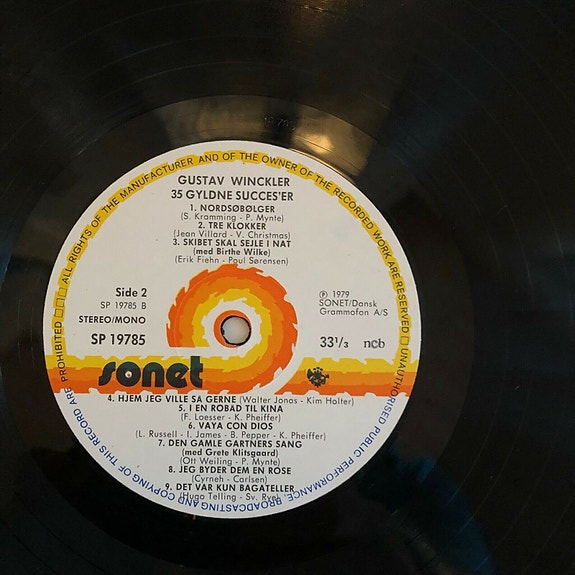 ALL RIGHTS OF THE MANUFACTURER AND OF THE OWNER OF THE RECORDED WORK ARE RESERVED □ UNAUTHORISED PUBLIC PERFORMANCE, BROADCASTING AND COPYING OF THIS RECORD ARE PROHIBITED
GUSTAV WINCKLER
35 GYLDNE SUCCES'ER
1. NORDSØBØLGER
(S. Kramming - P. Mynte)
2. TRE KLOKKER
(Jean Villard - V. Christmas)
3. SKIBET SKAL SEJLE I NAT
(med Birthe Wilke)
(Erik Fiehn - Poul Sørensen)
Side 2
SP 19785 B
STEREO/MONO
SP 19785
℗ 1979
SONET/Dansk
Grammofon A/S
33 1/3 ncb
sonet
4. HJEM JEG VILLE SA GERNE (Walter Jonos - Kim Holter)
5. I EN ROBAD TIL KINA
(F. Loesser - K. Pheiffer)
6. VAYA CON DIOS
(L. Russell - I. James - B. Pepper - K. Pheiffer)
7. DEN GAMLE GARTNERS SANG
(med Grete Klitsgaard)
(Ott Weiling - P. Mynte)
8. JEG BYDER DEM EN ROSE
(Cyrneh - Carlsen)
9. DET VAR KUN BAGATELLER
(Hugo Telling - Sv.